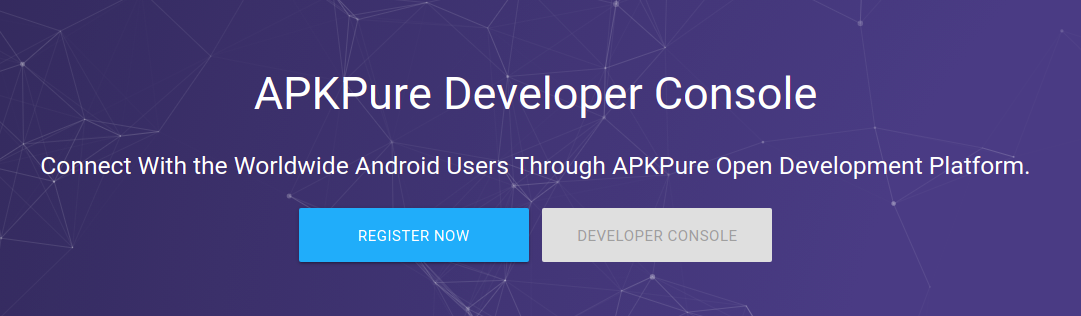 APKPure Developer Console
Connect With the Worldwide Android Users Through APKPure Open Development Platform.
REGISTER NOW
DEVELOPER CONSOLE